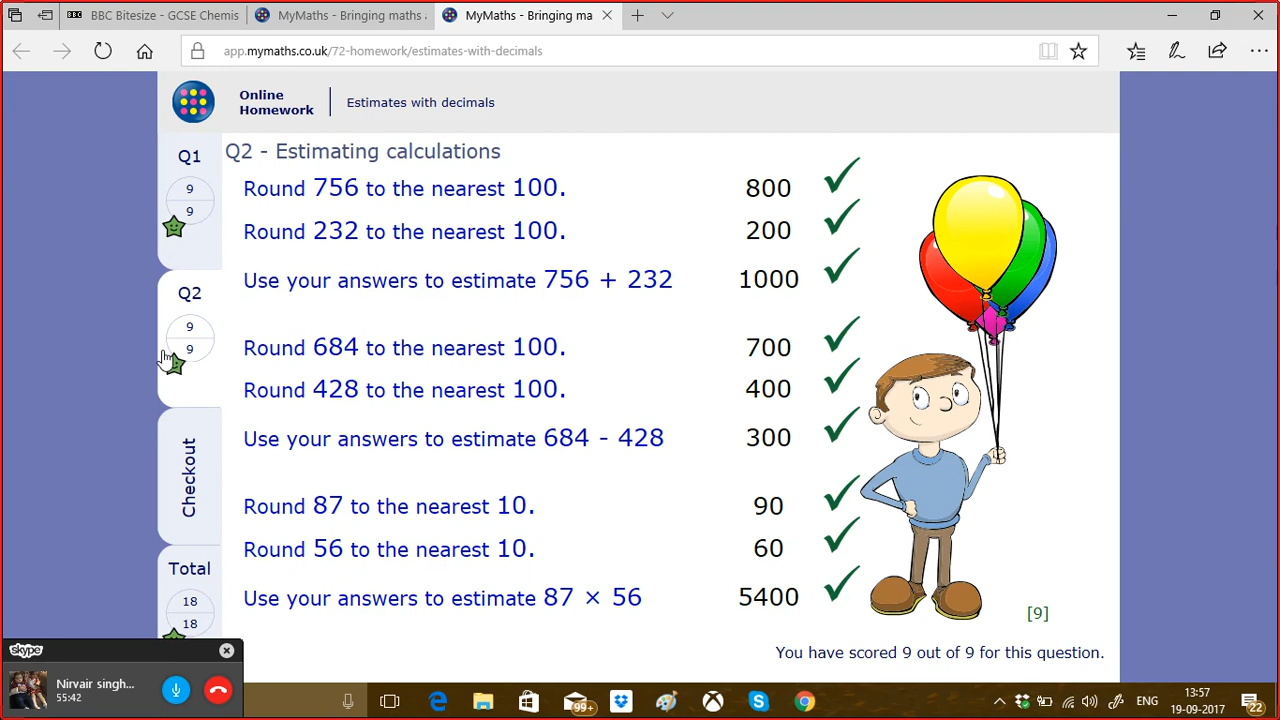 BBC BBC Bitesize - GCSE Chemis
MyMaths - Bringing maths
MyMaths - Bringing ma
app.mymaths.co.uk/72-homework/estimates-with-decimals
Online
Homework
Estimates with decimals
Q1
9
9
Q2 - Estimating calculations
Round 756 to the nearest 100. 800
Round 232 to the nearest 100. 200
Use your answers to estimate 756 + 232 1000
Q2
9
9
Round 684 to the nearest 100. 700
Round 428 to the nearest 100. 400
Use your answers to estimate 684 - 428 300
Checkout
Round 87 to the nearest 10. 90
Round 56 to the nearest 10. 60
Use your answers to estimate 87 × 56 5400
Total
18
18
[9]
You have scored 9 out of 9 for this question.
skype
Nirvair singh...
55:42
99+
ENG
13:57
19-09-2017
22